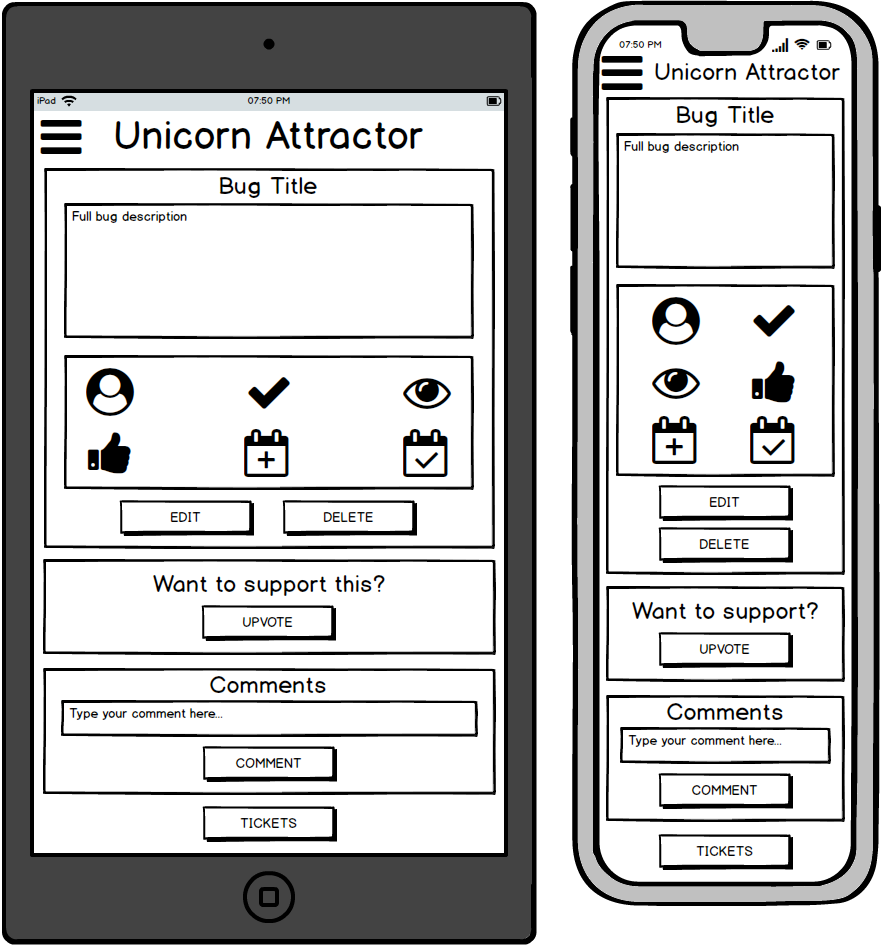 iPad 07:50 PM
Unicorn Attractor
Bug Title
Full bug description
EDIT DELETE
Want to support this?
UPVOTE
Comments
Type your comment here...
COMMENT
TICKETS
07:50 PM
Unicorn Attractor
Bug Title
Full bug description
EDIT
DELETE
Want to support?
UPVOTE
Comments
Type your comment here...
COMMENT
TICKETS